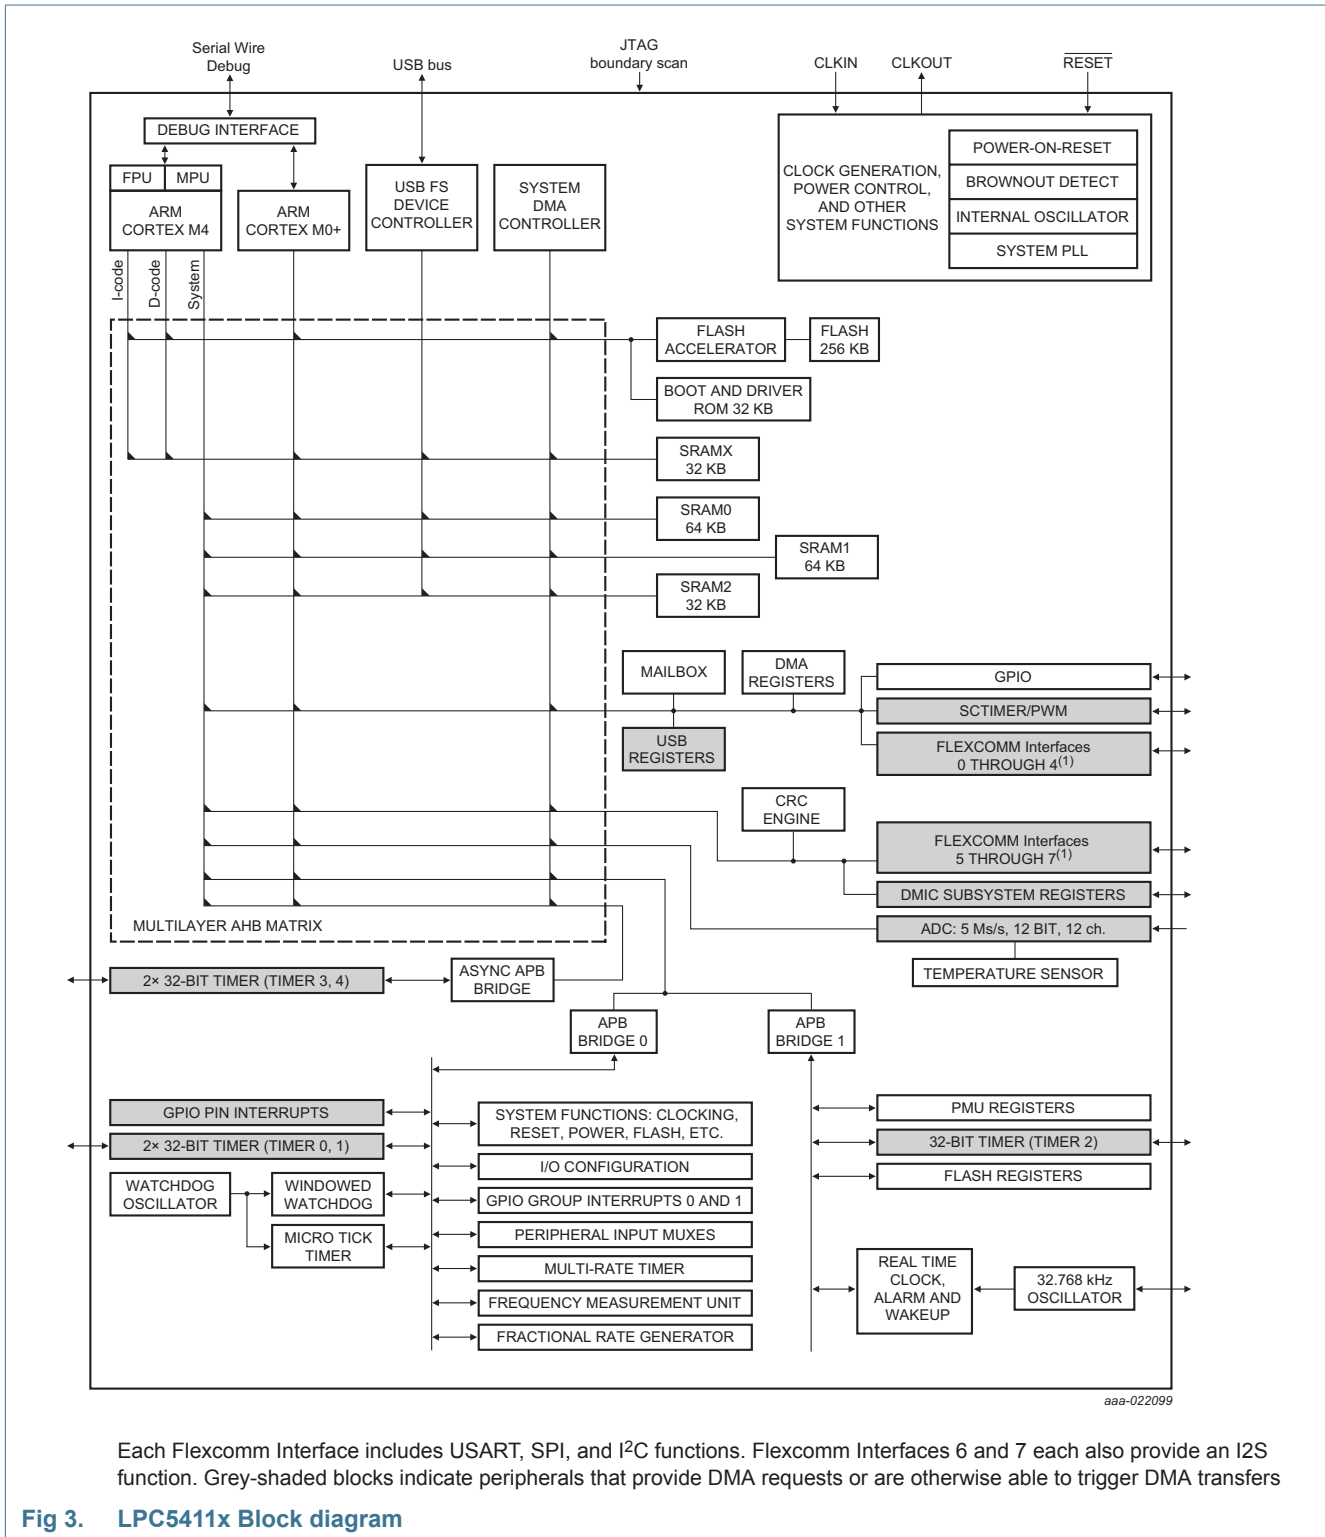 Serial Wire
Debug
USB bus
JTAG
boundary scan
CLKIN
CLKOUT
RESET
DEBUG INTERFACE
FPU
MPU
ARM
CORTEX M4
ARM
CORTEX M0+
USB FS
DEVICE
CONTROLLER
SYSTEM
DMA
CONTROLLER
CLOCK GENERATION,
POWER CONTROL,
AND OTHER
SYSTEM FUNCTIONS
POWER-ON-RESET
BROWNOUT DETECT
INTERNAL OSCILLATOR
SYSTEM PLL
I-code
D-code
System
FLASH
ACCELERATOR
FLASH
256 KB
BOOT AND DRIVER
ROM 32 KB
SRAMX
32 KB
SRAM0
64 KB
SRAM1
64 KB
SRAM2
32 KB
MAILBOX
DMA
REGISTERS
GPIO
SCTIMER/PWM
USB
REGISTERS
FLEXCOMM Interfaces
0 THROUGH 4(1)
CRC
ENGINE
FLEXCOMM Interfaces
5 THROUGH 7(1)
DMIC SUBSYSTEM REGISTERS
ADC: 5 Ms/s, 12 BIT, 12 ch.
TEMPERATURE SENSOR
MULTILAYER AHB MATRIX
2× 32-BIT TIMER (TIMER 3, 4)
ASYNC APB
BRIDGE
APB
BRIDGE 0
APB
BRIDGE 1
GPIO PIN INTERRUPTS
2× 32-BIT TIMER (TIMER 0, 1)
WATCHDOG
OSCILLATOR
WINDOWED
WATCHDOG
MICRO TICK
TIMER
SYSTEM FUNCTIONS: CLOCKING,
RESET, POWER, FLASH, ETC.
I/O CONFIGURATION
GPIO GROUP INTERRUPTS 0 AND 1
PERIPHERAL INPUT MUXES
MULTI-RATE TIMER
FREQUENCY MEASUREMENT UNIT
FRACTIONAL RATE GENERATOR
PMU REGISTERS
32-BIT TIMER (TIMER 2)
FLASH REGISTERS
REAL TIME
CLOCK,
ALARM AND
WAKEUP
32.768 kHz
OSCILLATOR
aaa-022099
Each Flexcomm Interface includes USART, SPI, and I2C functions. Flexcomm Interfaces 6 and 7 each also provide an I2S
function. Grey-shaded blocks indicate peripherals that provide DMA requests or are otherwise able to trigger DMA transfers
Fig 3. LPC5411x Block diagram